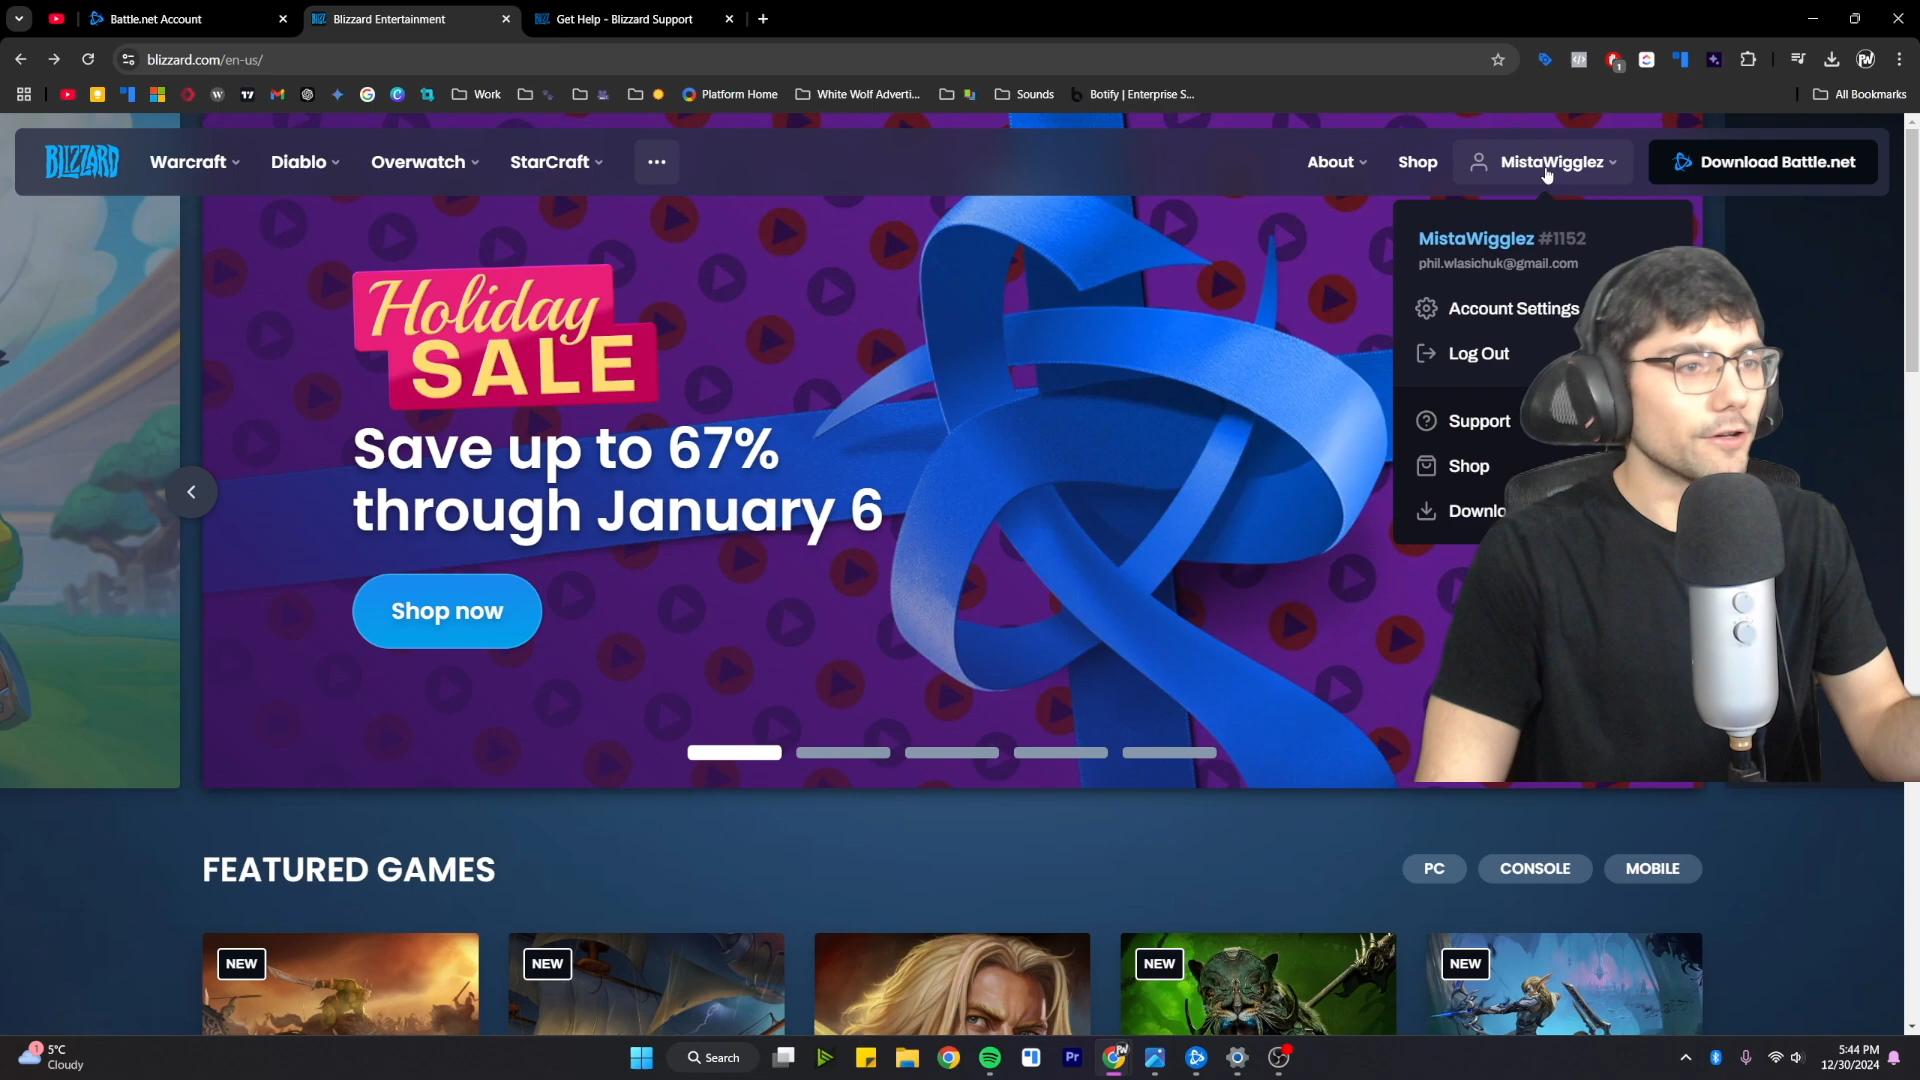 Battle.net Account
Blizzard Entertainment
Get Help - Blizzard Support
blizzard.com/en-us/
Work
Platform Home
White Wolf Adverti...
Sounds
Botify | Enterprise S...
All Bookmarks
BLIZZARD
Warcraft
Diablo
Overwatch
StarCraft
About
Shop
MistaWigglez
Download Battle.net
MistaWigglez #1152
phil.wlasichuk@gmail.com
Account Settings
Log Out
Support
Shop
Downlo
Holiday
SALE
Save up to 67%
through January 6
Shop now
FEATURED GAMES
PC
CONSOLE
MOBILE
NEW
NEW
NEW
NEW
5°C
Cloudy
Search
5:44 PM
12/30/2024